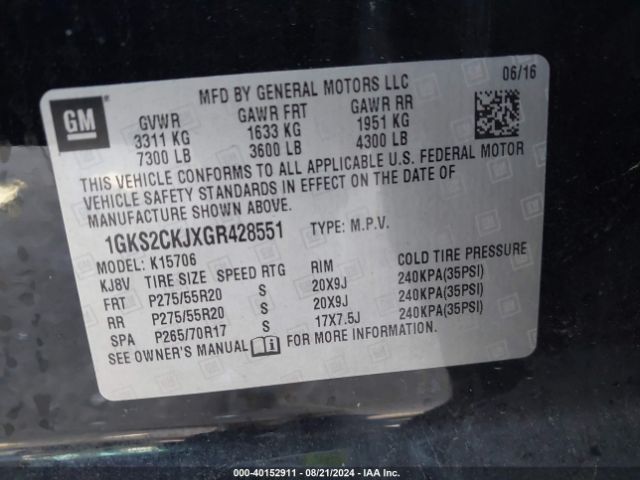 MFD BY GENERAL MOTORS LLC 06/16
GM
GVWR GAWR FRT GAWR RR
3311 KG 1633 KG 1951 KG
7300 LB 3600 LB 4300 LB
THIS VEHICLE CONFORMS TO ALL APPLICABLE U.S. FEDERAL MOTOR
VEHICLE SAFETY STANDARDS IN EFFECT ON THE DATE OF
MANUFACTURE SHOWN ABOVE.
1GKS2CKJXGR428551 TYPE: M.P.V.
MODEL: K15706
KJ8V TIRE SIZE SPEED RTG RIM COLD TIRE PRESSURE
FRT P275/55R20 S 20X9J 240KPA(35PSI)
RR P275/55R20 S 20X9J 240KPA(35PSI)
SPA P265/70R17 S 17X7.5J 240KPA(35PSI)
SEE OWNER'S MANUAL FOR MORE INFORMATION.
000-40152911 - 08/21/2024 - IAA Inc.